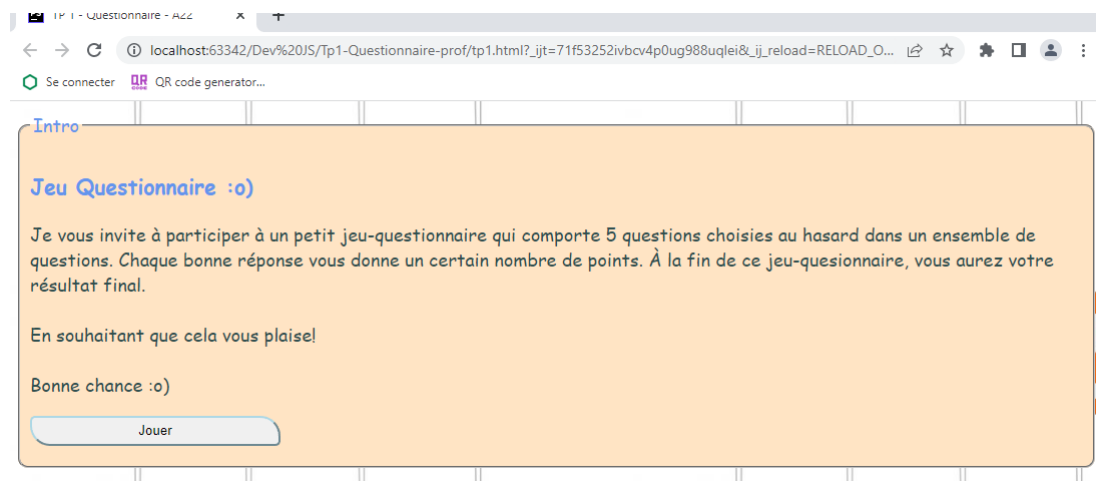 TP 1 - Questionnaire - A22
localhost:63342/Dev%20JS/Tp1-Questionnaire-prof/tp1.html?_ijt=71f53252ivbcv4p0ug988uqlei&_ij_reload=RELOAD_O...
Se connecter QR code generator...
Intro
Jeu Questionnaire :o)
Je vous invite à participer à un petit jeu-questionnaire qui comporte 5 questions choisies au hasard dans un ensemble de
questions. Chaque bonne réponse vous donne un certain nombre de points. À la fin de ce jeu-quesionnaire, vous aurez votre
résultat final.
En souhaitant que cela vous plaise!
Bonne chance :o)
Jouer